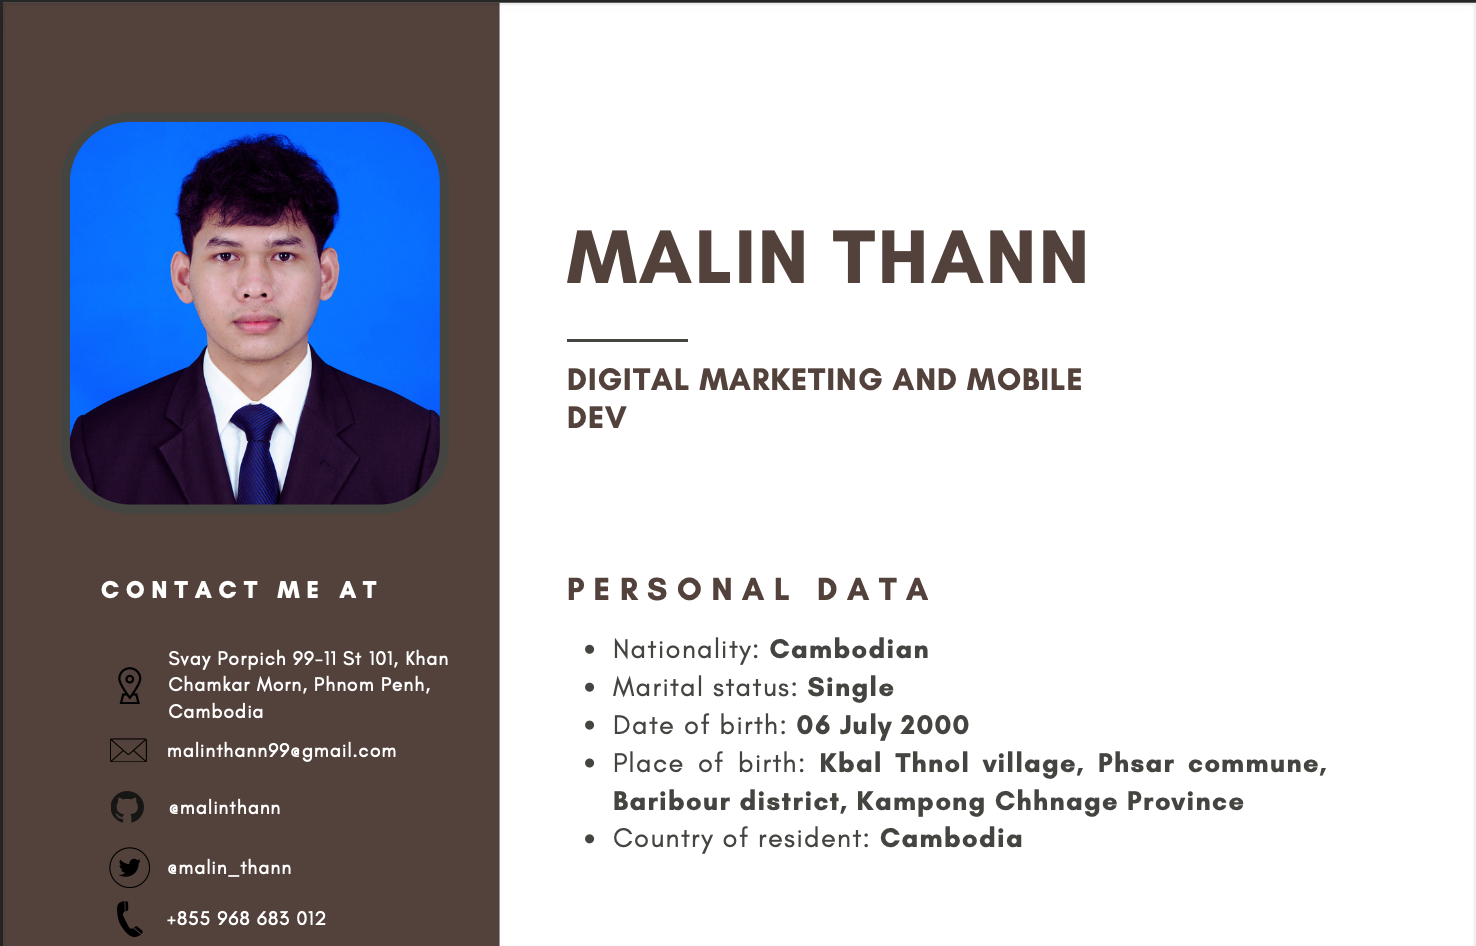 MALIN THANN
DIGITAL MARKETING AND MOBILE
DEV
CONTACT ME AT
Svay Porpich 99-11 St 101, Khan
Chamkar Morn, Phnom Penh,
Cambodia
malinthann99@gmail.com
@malinthann
@malin_thann
+855 968 683 012
PERSONAL DATA
• Nationality: Cambodian
• Marital status: Single
• Date of birth: 06 July 2000
• Place of birth: Kbal Thnol village, Phsar commune,
Baribour district, Kampong Chhnage Province
• Country of resident: Cambodia